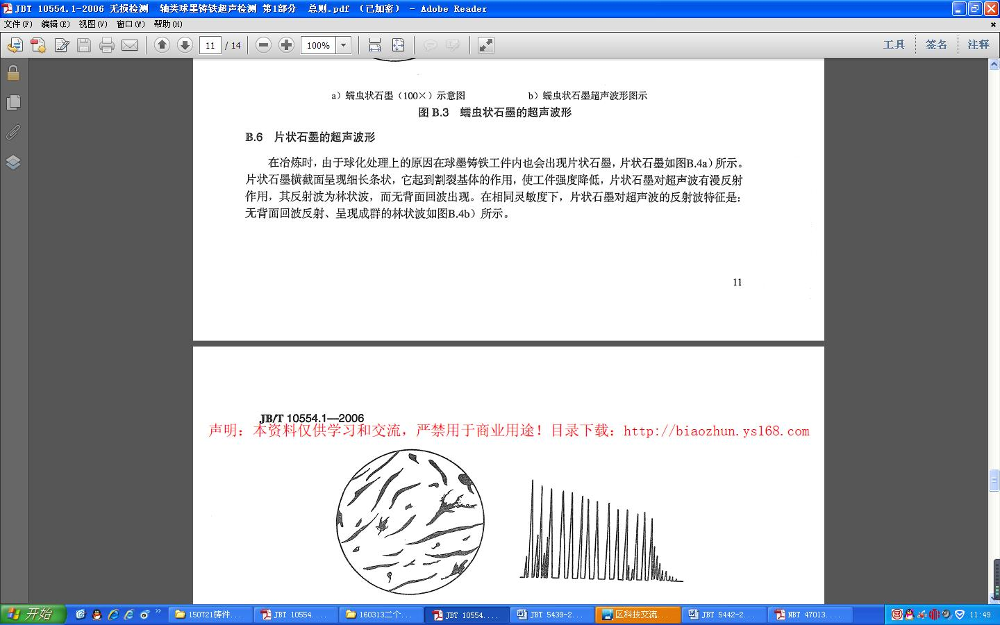 JBT 10554.1-2006 无损检测 轴类球墨铸铁超声检测 第1部分 总则.pdf （已加密） - Adobe Reader
文件(F) 编辑(E) 视图(V) 窗口(W) 帮助(H)
11 / 14 100% 工具 签名 注释
a）蠕虫状石墨（100×）示意图 b）蠕虫状石墨超声波形图示
图 B.3 蠕虫状石墨的超声波形
B.6 片状石墨的超声波形
在冶炼时，由于球化处理上的原因在球墨铸铁工件内也会出现片状石墨，片状石墨如图B.4a）所示。
片状石墨横截面呈现细长条状，它起到割裂基体的作用，使工件强度降低，片状石墨对超声波有漫反射
作用，其反射波为林状波，而无背面回波出现。在相同灵敏度下，片状石墨对超声波的反射波特征是：
无背面回波反射、呈现成群的林状波如图B.4b）所示。
11
JB/T 10554.1—2006
声明：本资料仅供学习和交流，严禁用于商业用途！目录下载：http://biaozhun.ys168.com
开始 150721铸件... JBT 10554.... 160313二个... JBT 10554.... JBT 5439-2... 区科技交流... JBT 5442-2... NBT 47013.... 11:49